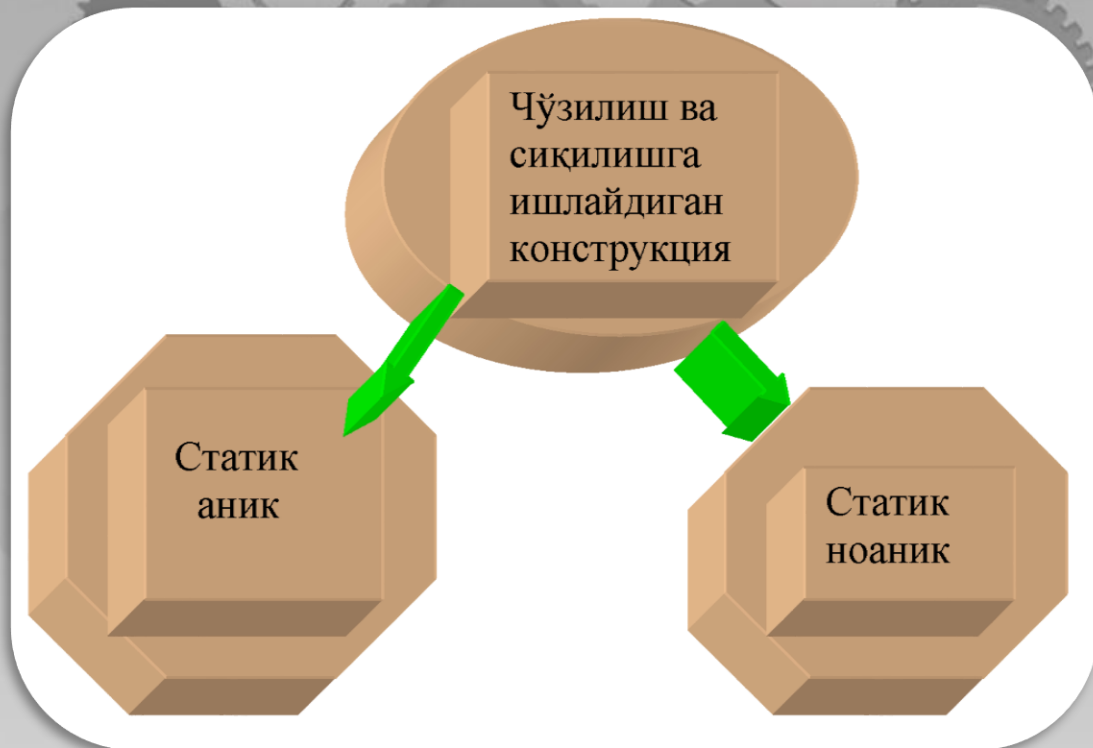 Чўзилиш ва
сиқилишга
ишлайдиган
конструкция
Статик
аник
Статик
ноаник